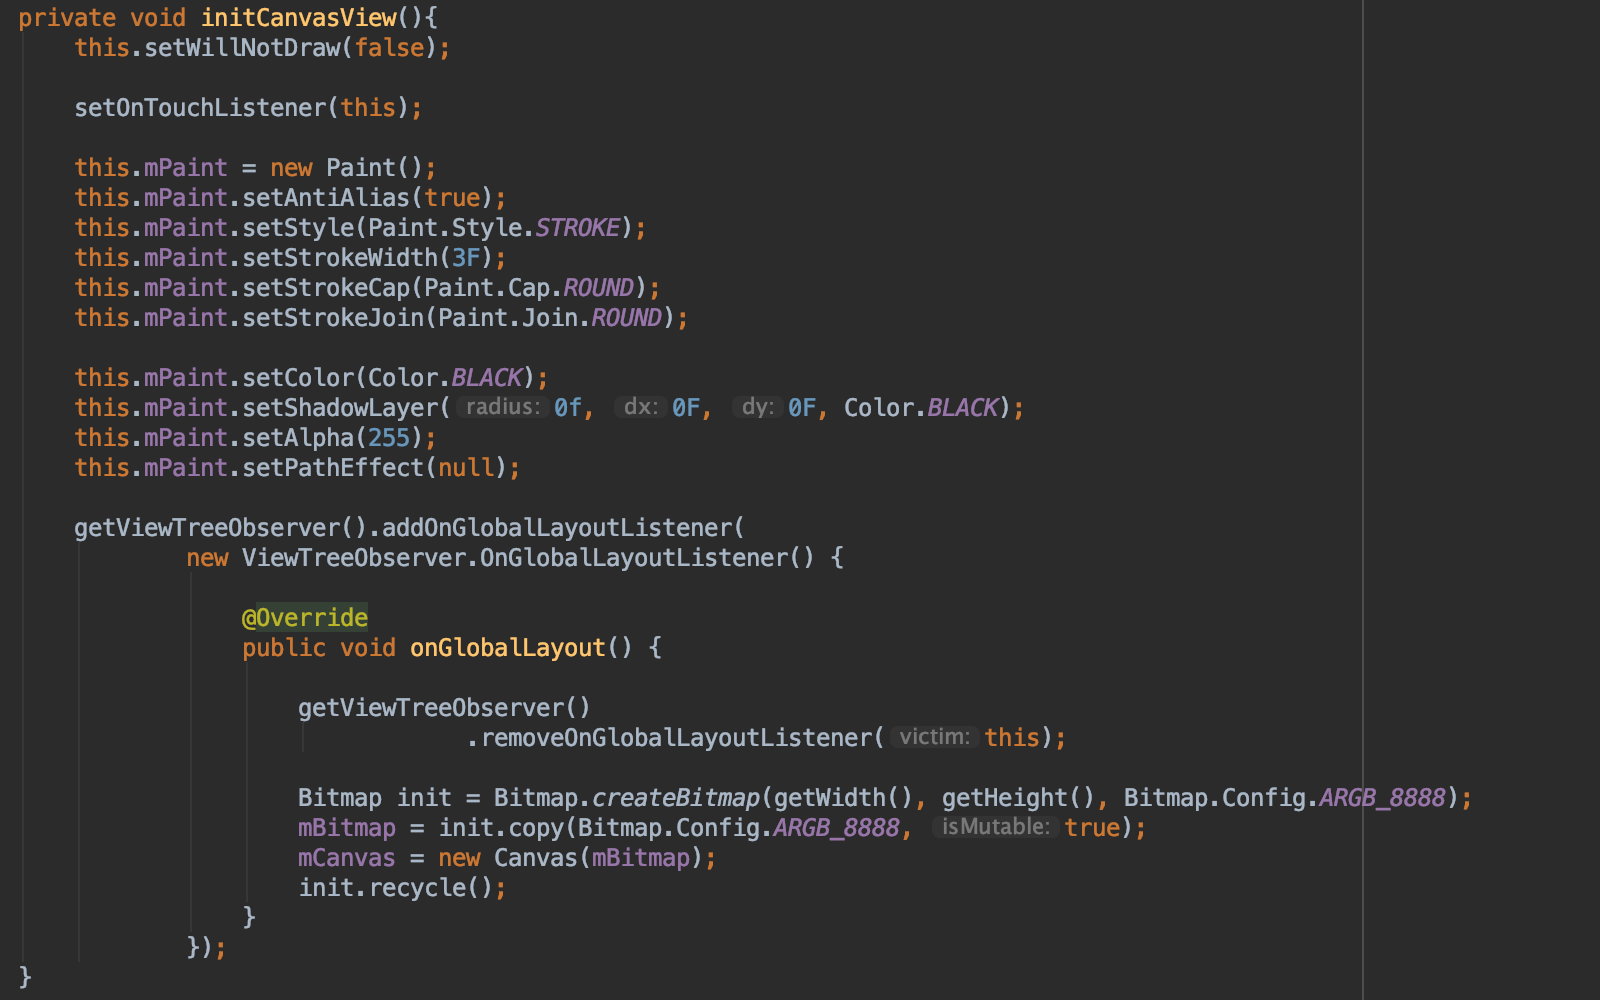 private void initCanvasView(){
this.setWillNotDraw(false);
setOnTouchListener(this);
this.mPaint = new Paint();
this.mPaint.setAntiAlias(true);
this.mPaint.setStyle(Paint.Style.STROKE);
this.mPaint.setStrokeWidth(3F);
this.mPaint.setStrokeCap(Paint.Cap.ROUND);
this.mPaint.setStrokeJoin(Paint.Join.ROUND);
this.mPaint.setColor(Color.BLACK);
this.mPaint.setShadowLayer( radius: 0f, dx: 0F, dy: 0F, Color.BLACK);
this.mPaint.setAlpha(255);
this.mPaint.setPathEffect(null);
getViewTreeObserver().addOnGlobalLayoutListener(
new ViewTreeObserver.OnGlobalLayoutListener() {
@Override
public void onGlobalLayout() {
getViewTreeObserver()
.removeOnGlobalLayoutListener( victim: this);
Bitmap init = Bitmap.createBitmap(getWidth(), getHeight(), Bitmap.Config.ARGB_8888);
mBitmap = init.copy(Bitmap.Config.ARGB_8888, isMutable: true);
mCanvas = new Canvas(mBitmap);
init.recycle();
}
});
}